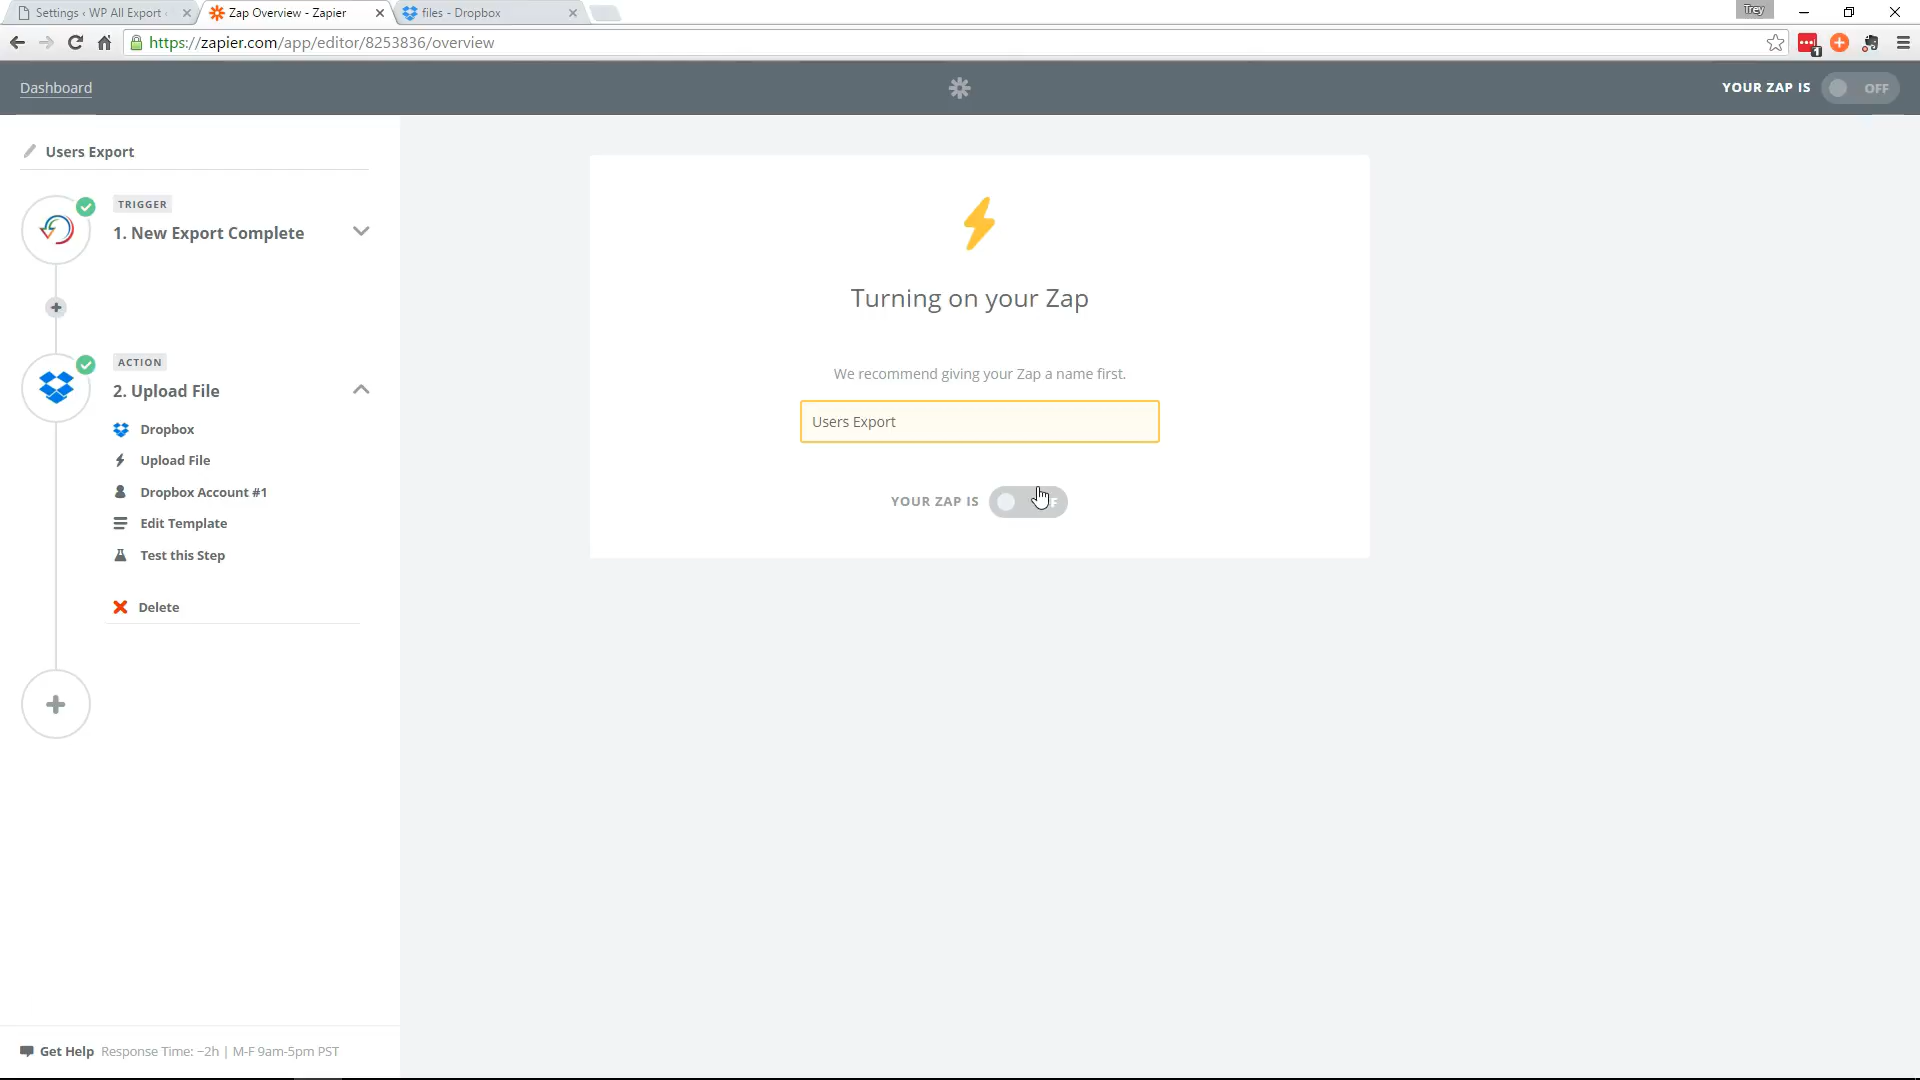 Settings ‹ WP All Export ‹
Zap Overview - Zapier
files - Dropbox
Trey
https://zapier.com/app/editor/8253836/overview
1
Dashboard
YOUR ZAP IS
OFF
Users Export
TRIGGER
1. New Export Complete
ACTION
2. Upload File
Dropbox
Upload File
Dropbox Account #1
Edit Template
Test this Step
Delete
Turning on your Zap
We recommend giving your Zap a name first.
Users Export
YOUR ZAP IS
Get Help Response Time: ~2h | M-F 9am-5pm PST